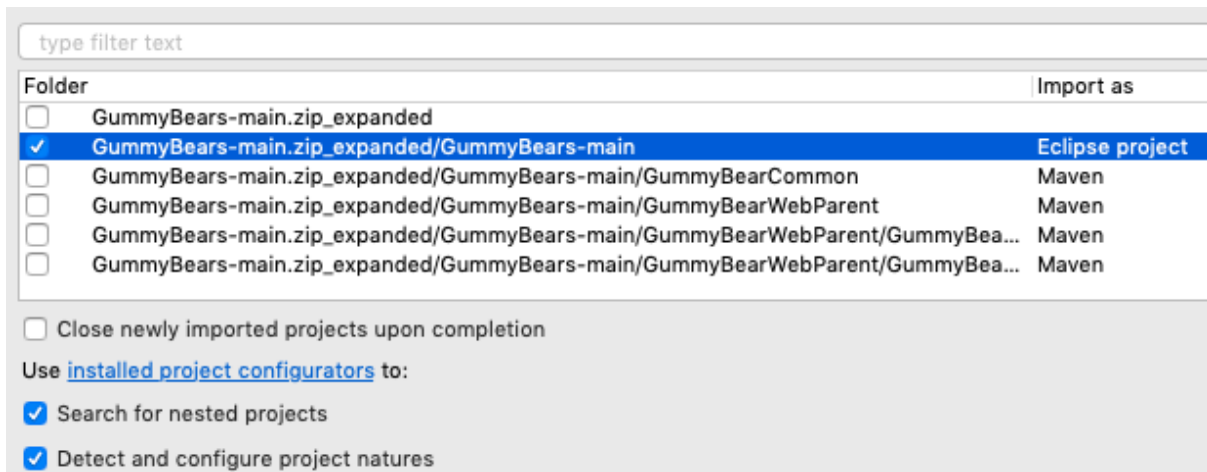 type filter text
Folder Import as
GummyBears-main.zip_expanded
GummyBears-main.zip_expanded/GummyBears-main Eclipse project
GummyBears-main.zip_expanded/GummyBears-main/GummyBearCommon Maven
GummyBears-main.zip_expanded/GummyBears-main/GummyBearWebParent Maven
GummyBears-main.zip_expanded/GummyBears-main/GummyBearWebParent/GummyBea... Maven
GummyBears-main.zip_expanded/GummyBears-main/GummyBearWebParent/GummyBea... Maven
Close newly imported projects upon completion
Use installed project configurators to:
Search for nested projects
Detect and configure project natures